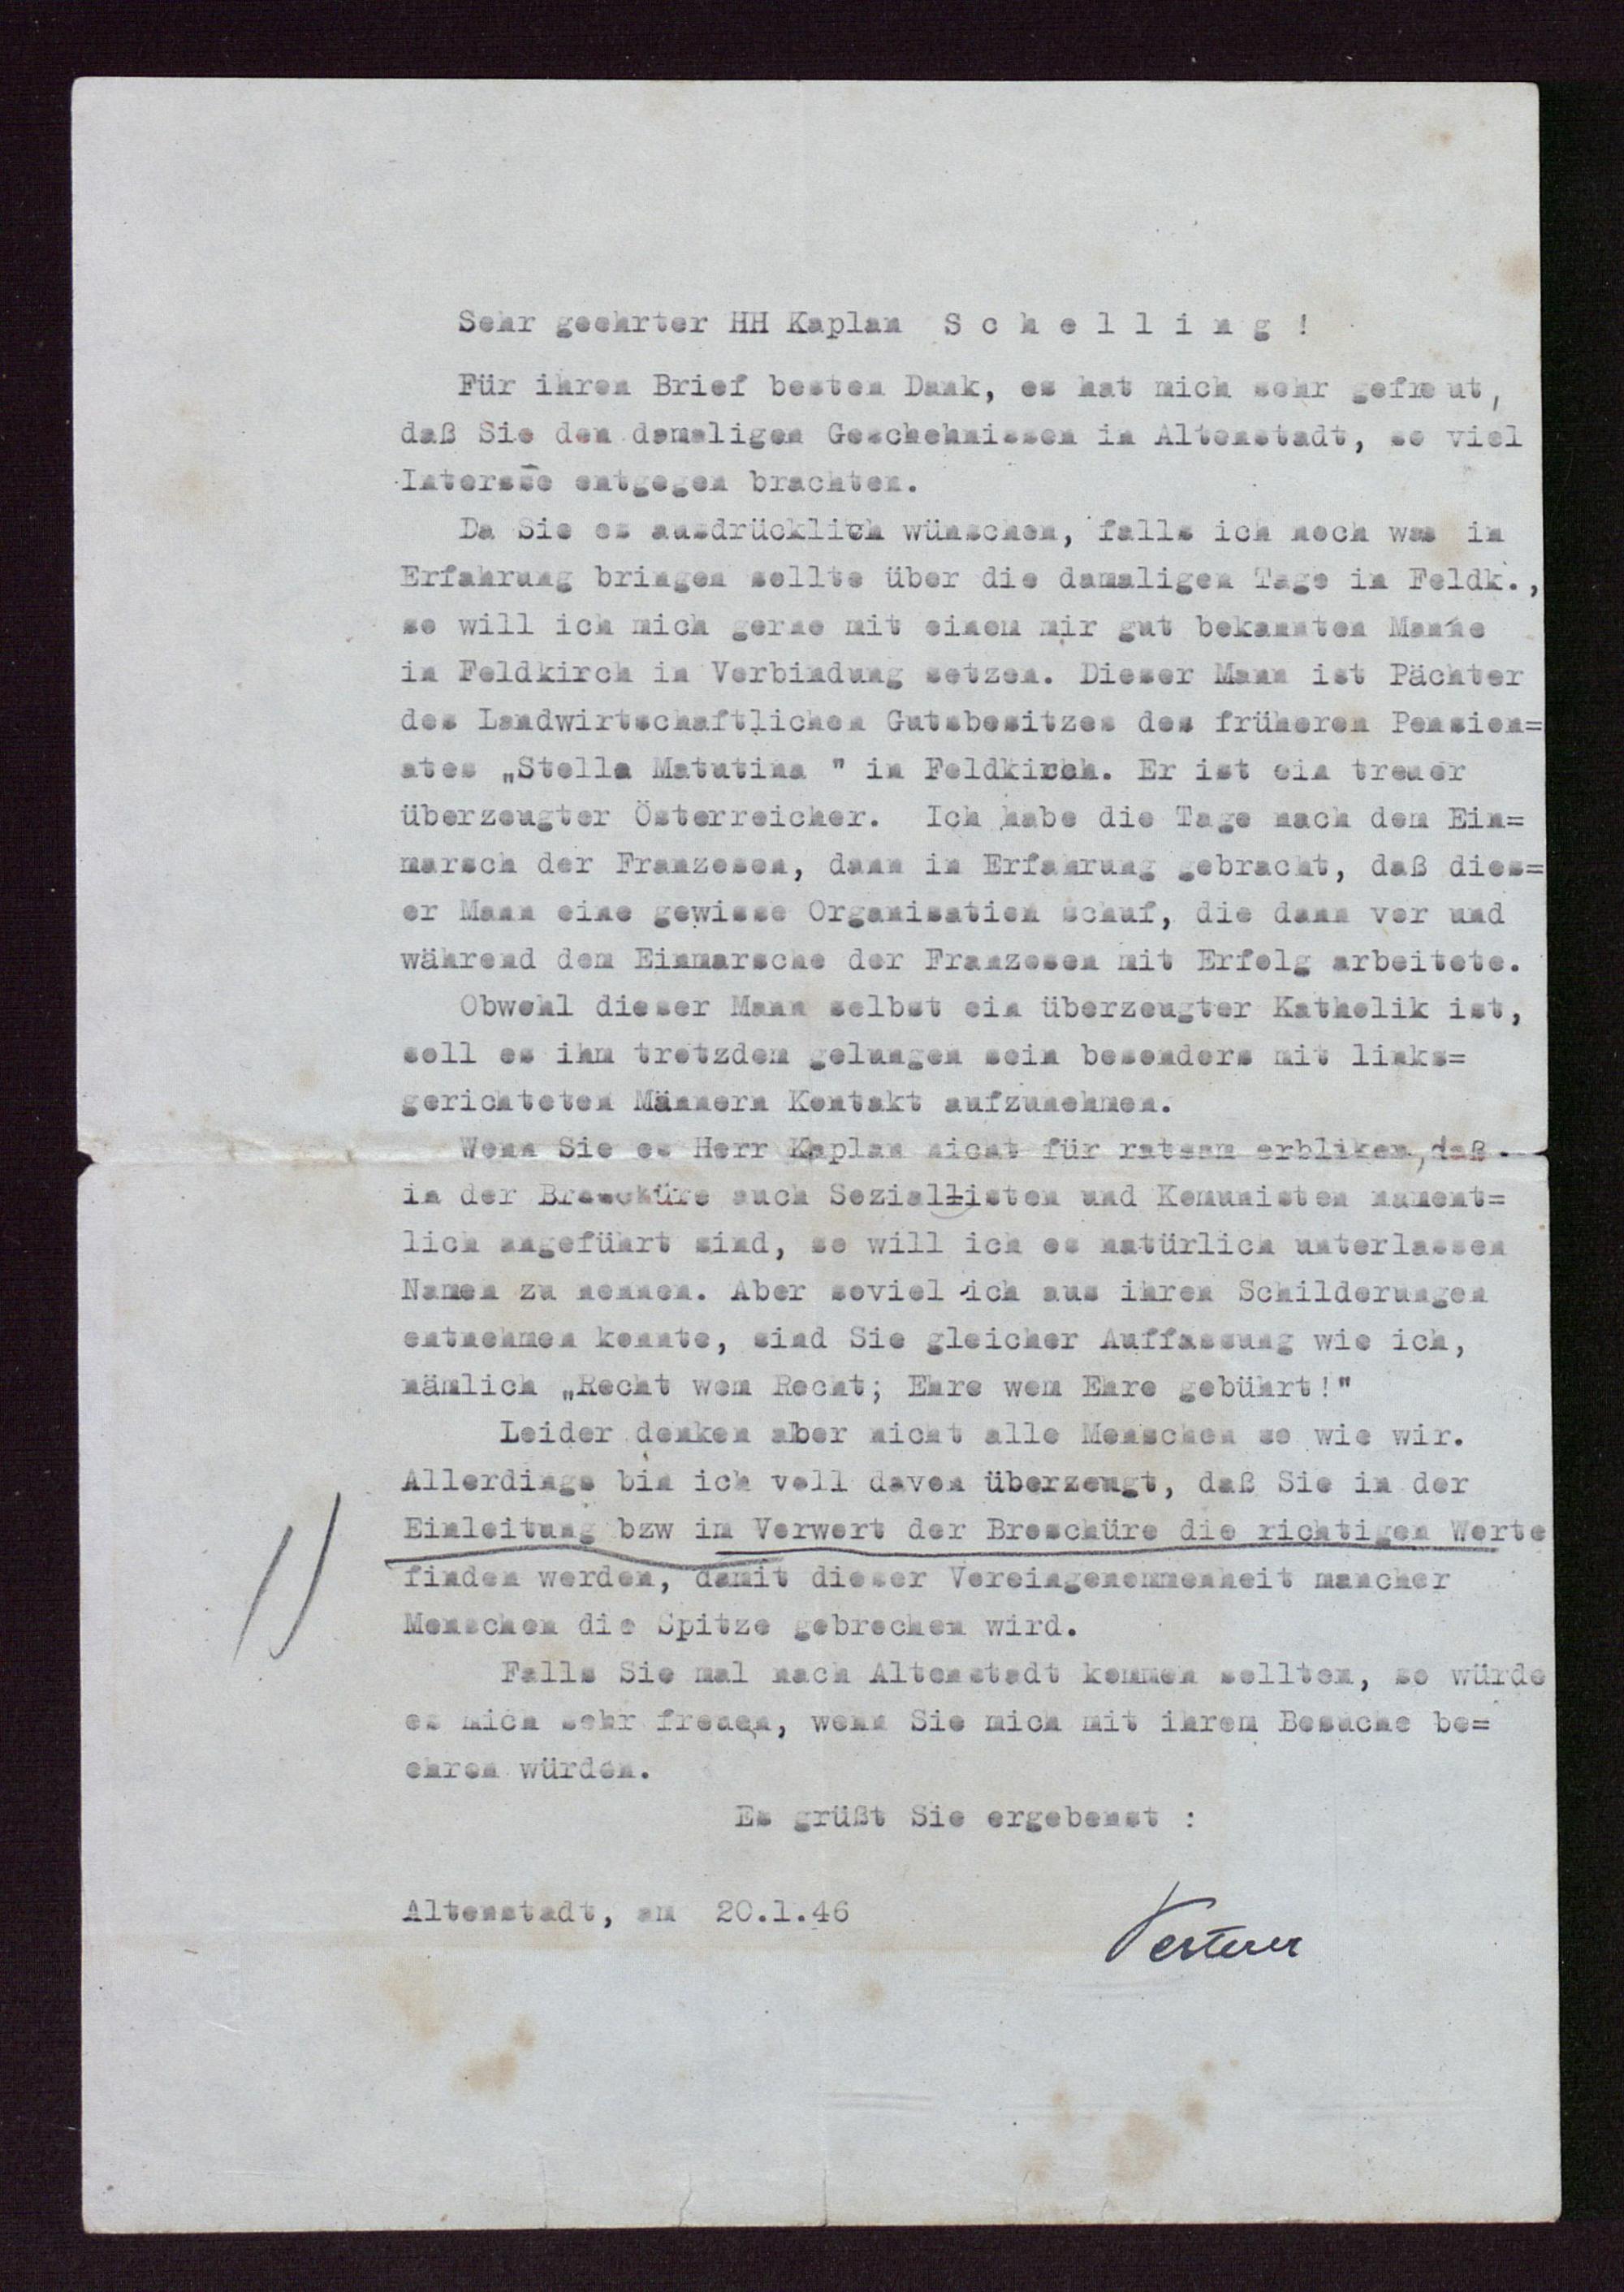 Sehr geehrter HH Kaplan S c h e l l i n g !
Für ihren Brief besten Dank, es hat mich sehr gefreut,
daß Sie den damaligen Geschehnissen in Altenstadt, so viel
Intersse entgegen brachten.
Da Sie es ausdrücklich wünschen, falls ich noch was in
Erfahrung bringen sollte über die damaligen Tage in Feldk.,
so will ich mich gerne mit einem mir gut bekannten Manne
in Feldkirch in Verbindung setzen. Dieser Mann ist Pächter
des Landwirtschaftlichen Gutsbesitzes des früheren Pension=
ates „Stella Matutina " in Feldkirch. Er ist ein treuer
überzeugter Österreicher. Ich habe die Tage nach dem Ein=
marsch der Franzosen, dann in Erfahrung gebracht, daß dies=
er Mann eine gewisse Organisation schuf, die dann vor und
während dem Einmarsche der Franzosen mit Erfolg arbeitete.
Obwohl dieser Mann selbst ein überzeugter Katholik ist,
soll es ihm trotzdem gelungen sein besonders mit links=
gerichteten Männern Kontakt aufzunehmen.
Wenn Sie es Herr Kaplan nicht für ratsam erbliken, daß
in der Broschüre auch Soziallisten und Komunisten nament=
lich angeführt sind, so will ich es natürlich unterlassen
Namen zu nennen. Aber soviel ich aus ihren Schilderungen
entnehmen konnte, sind Sie gleicher Auffassung wie ich,
nämlich „Recht wem Recht; Ehre wem Ehre gebührt!"
Leider denken aber nicht alle Menschen so wie wir.
Allerdings bin ich voll davon überzeugt, daß Sie in der
Einleitung bzw im Vorwort der Broschüre die richtigen Worte
finden werden, damit dieser Voreingenommenheit mancher
Menschen die Spitze gebrochen wird.
Falls Sie mal nach Altenstadt kommen sollten, so würde
es mich sehr freuen, wenn Sie mich mit ihrem Besuche be=
ehren würden.
Es grüßt Sie ergebenst :
Altenstadt, am 20.1.46